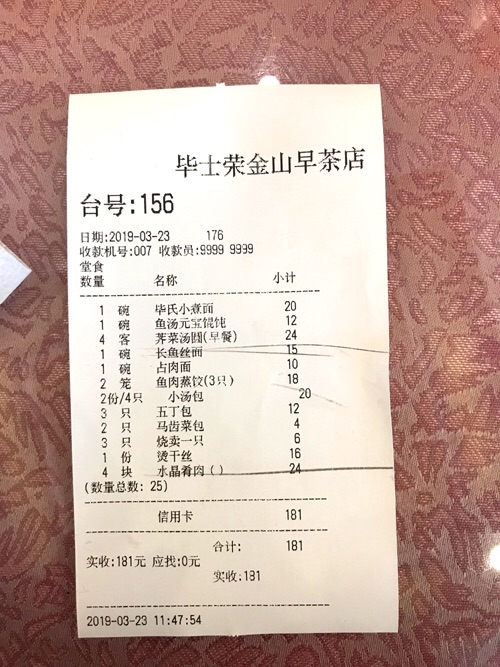 毕士荣金山早茶店
台号:156
日期:2019-03-23 176
收款机号:007 收款员:9999 9999
堂食
数量 名称 小计
1 碗 毕氏小煮面 20
1 碗 鱼汤元宝馄饨 12
4 客 荠菜汤圆(早餐) 24
1 碗 长鱼丝面 15
1 碗 占肉面 10
2 笼 鱼肉蒸饺(3只) 18
2份/4只 小汤包 20
3 只 五丁包 12
2 只 马齿菜包 4
3 只 烧卖一只 6
1 份 烫干丝 16
4 块 水晶肴肉() 24
(数量总数: 25)
信用卡 181
合计: 181
实收:181元 应找:0元
实收:181
2019-03-23 11:47:54